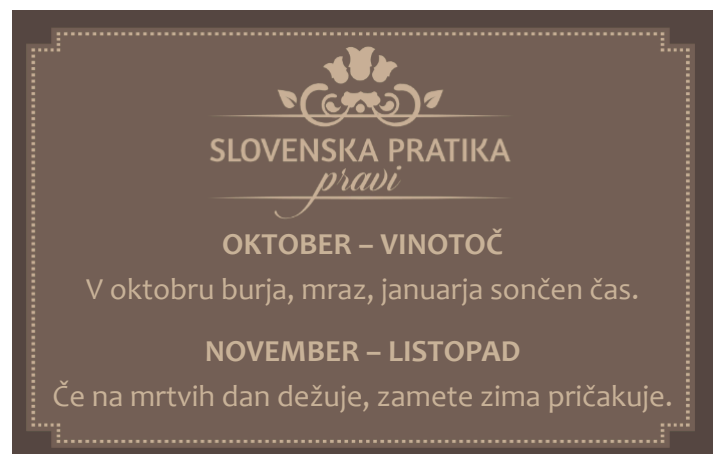 SLOVENSKA PRATIKA
pravi
OKTOBER – VINOTOČ
V oktobru burja, mraz, januarja sončen čas.
NOVEMBER – LISTOPAD
Če na mrtvih dan dežuje, zamete zima pričakuje.